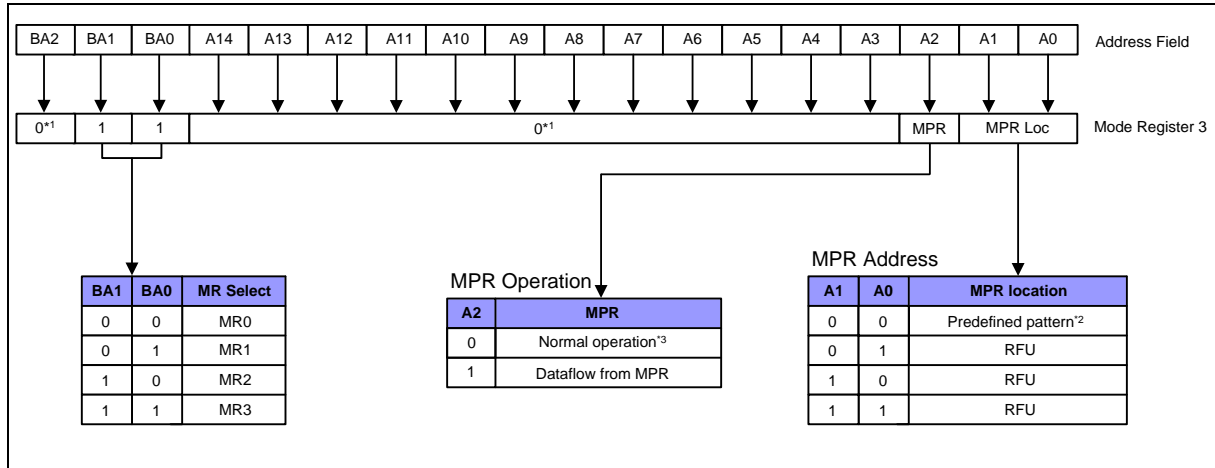 BA2 BA1 BA0 A14 A13 A12 A11 A10 A9 A8 A7 A6 A5 A4 A3 A2 A1 A0 Address Field
0*1 1 1 0*1 MPR MPR Loc Mode Register 3
MPR Operation
MPR Address
BA1 BA0 MR Select
0 0 MR0
0 1 MR1
1 0 MR2
1 1 MR3
A2 MPR
0 Normal operation*3
1 Dataflow from MPR
A1 A0 MPR location
0 0 Predefined pattern*2
0 1 RFU
1 0 RFU
1 1 RFU